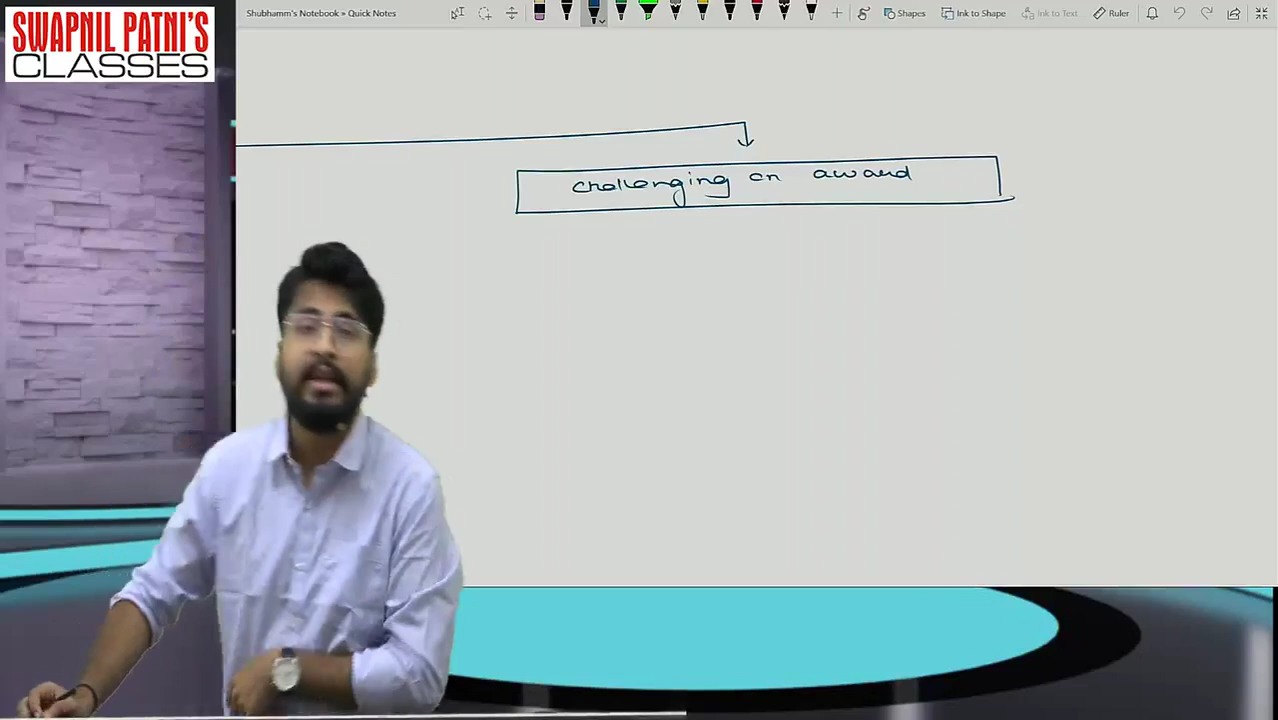 SWAPNIL PATNI'S
CLASSES
Shubhamm's Notebook » Quick Notes
Shapes
Ink to Shape
Ink to Text
Ruler
challenging an award